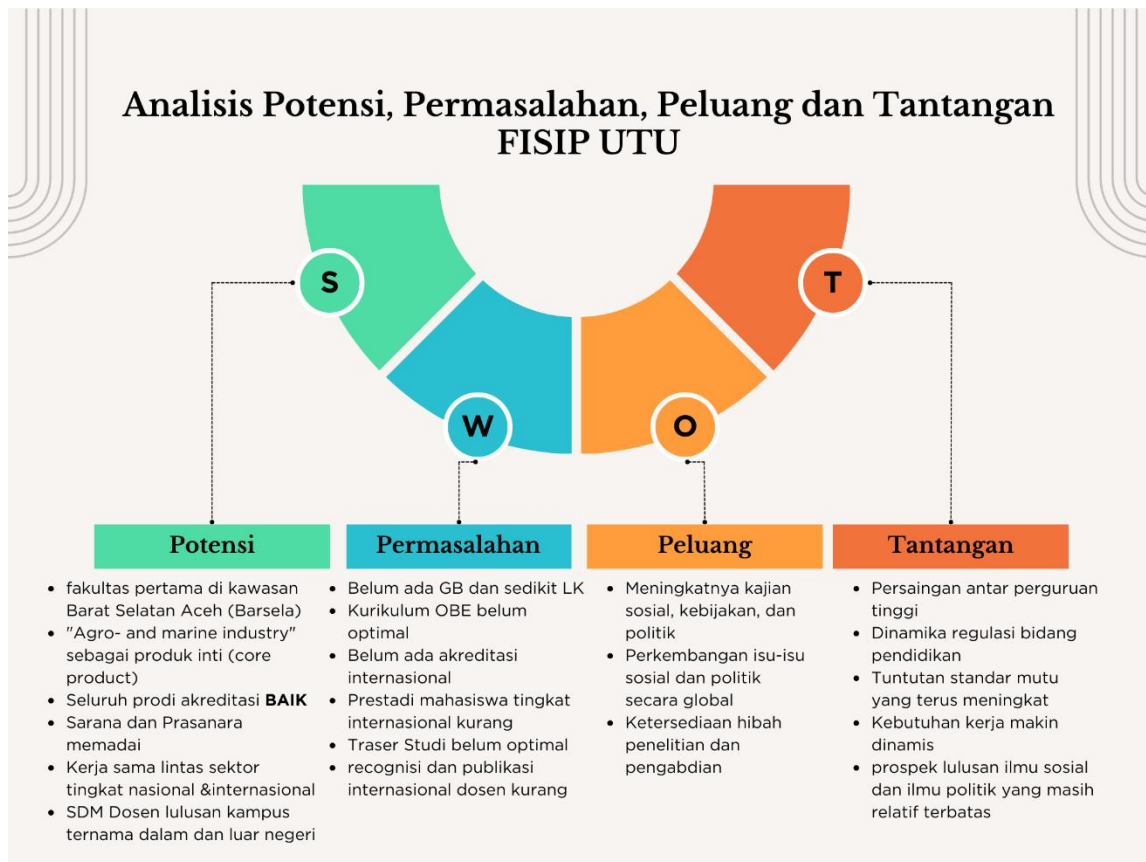 Analisis Potensi, Permasalahan, Peluang dan Tantangan
FISIP UTU
S
W
O
T
Potensi
• fakultas pertama di kawasan
Barat Selatan Aceh (Barsela)
• "Agro- and marine industry"
sebagai produk inti (core
product)
• Seluruh prodi akreditasi BAIK
• Sarana dan Prasanara
memadai
• Kerja sama lintas sektor
tingkat nasional &internasional
• SDM Dosen lulusan kampus
ternama dalam dan luar negeri
Permasalahan
• Belum ada GB dan sedikit LK
• Kurikulum OBE belum
optimal
• Belum ada akreditasi
internasional
• Prestadi mahasiswa tingkat
internasional kurang
• Traser Studi belum optimal
• recognisi dan publikasi
internasional dosen kurang
Peluang
• Meningkatnya kajian
sosial, kebijakan, dan
politik
• Perkembangan isu-isu
sosial dan politik
secara global
• Ketersediaan hibah
penelitian dan
pengabdian
Tantangan
• Persaingan antar perguruan
tinggi
• Dinamika regulasi bidang
pendidikan
• Tuntutan standar mutu
yang terus meningkat
• Kebutuhan kerja makin
dinamis
• prospek lulusan ilmu sosial
dan ilmu politik yang masih
relatif terbatas